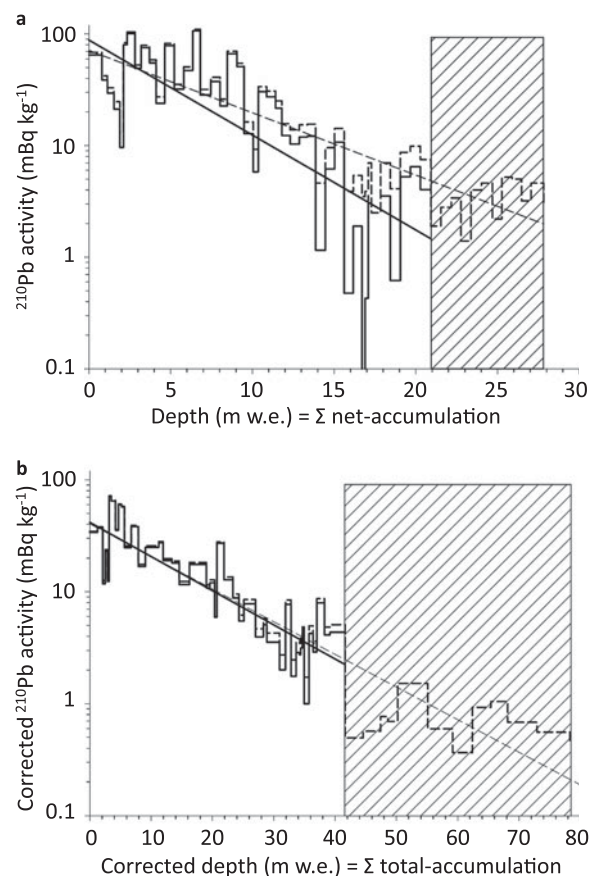 a
100
10
1
0.1
²¹⁰Pb activity (mBq kg⁻¹)
0 5 10 15 20 25 30
Depth (m w.e.) = Σ net-accumulation
b
100
10
1
0.1
Corrected ²¹⁰Pb activity (mBq kg⁻¹)
0 10 20 30 40 50 60 70 80
Corrected depth (m w.e.) = Σ total-accumulation